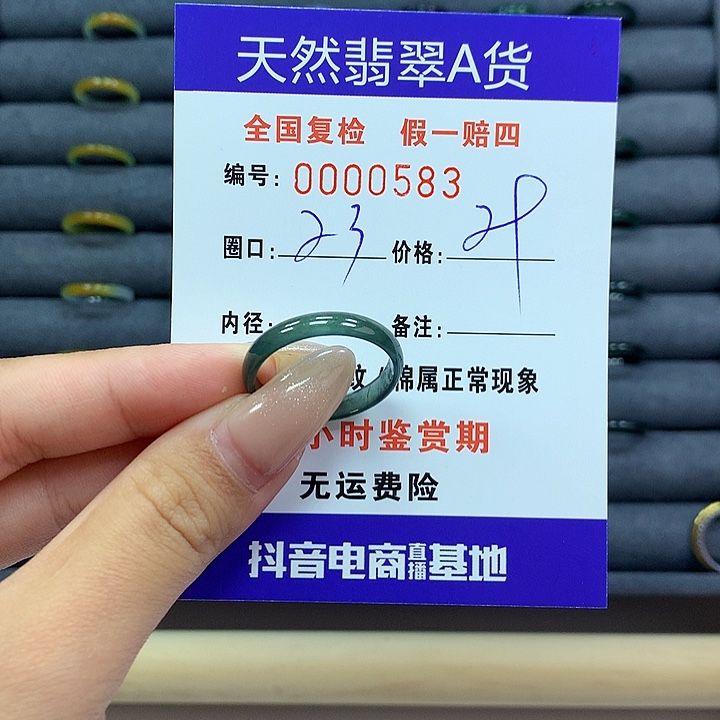 天然翡翠A货
全国复检 假一赔四
编号: 0000583
圈口: 23 价格:
内径: 备注:
纹/棉属正常现象
小时鉴赏期
无运费险
抖音电商直播基地